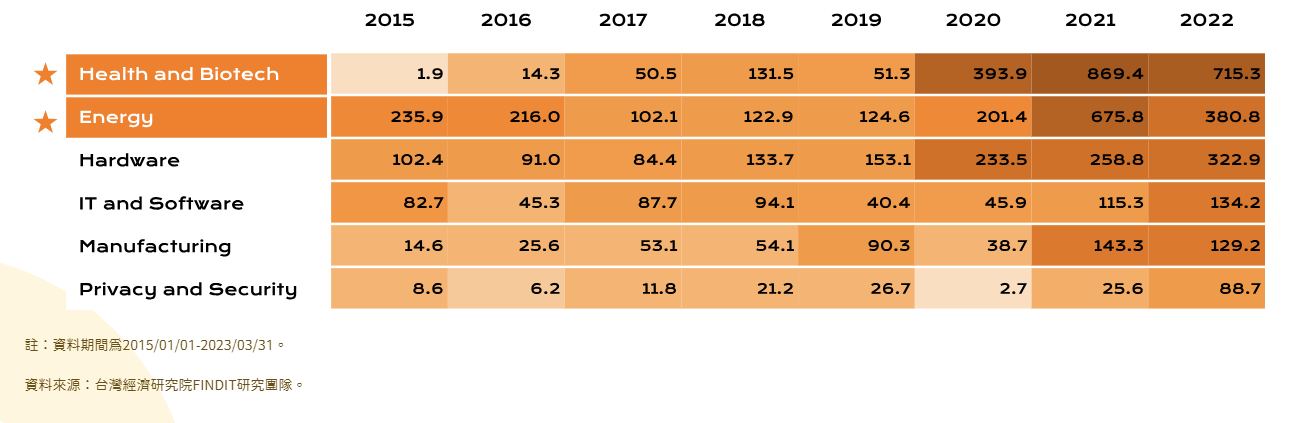 2015 2016 2017 2018 2019 2020 2021 2022
Health and Biotech 1.9 14.3 50.5 131.5 51.3 393.9 869.4 715.3
Energy 235.9 216.0 102.1 122.9 124.6 201.4 675.8 380.8
Hardware 102.4 91.0 84.4 133.7 153.1 233.5 258.8 322.9
IT and Software 82.7 45.3 87.7 94.1 40.4 45.9 115.3 134.2
Manufacturing 14.6 25.6 53.1 54.1 90.3 38.7 143.3 129.2
Privacy and Security 8.6 6.2 11.8 21.2 26.7 2.7 25.6 88.7
註：資料期間爲2015/01/01-2023/03/31。
資料來源：台灣經濟研究院FINDIT研究團隊。